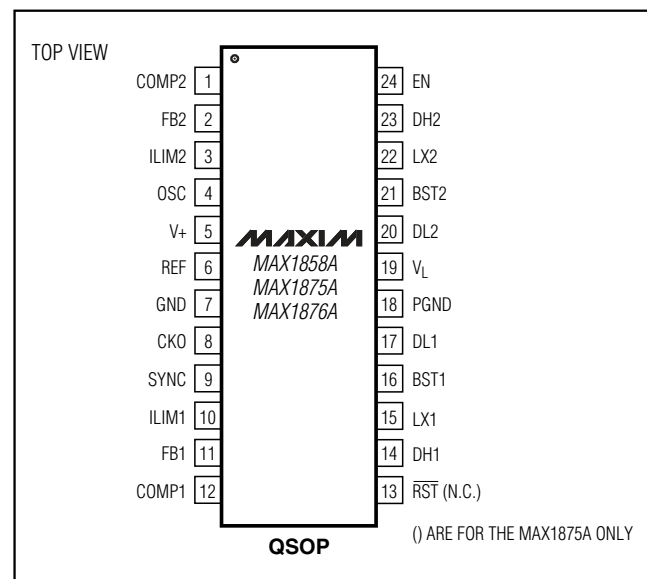 TOP VIEW
COMP2 1
FB2 2
ILIM2 3
OSC 4
V+ 5
REF 6
GND 7
CKO 8
SYNC 9
ILIM1 10
FB1 11
COMP1 12
MAXIM
MAX1858A
MAX1875A
MAX1876A
24 EN
23 DH2
22 LX2
21 BST2
20 DL2
19 VL
18 PGND
17 DL1
16 BST1
15 LX1
14 DH1
13 R̅S̅T̅ (N.C.)
() ARE FOR THE MAX1875A ONLY
QSOP